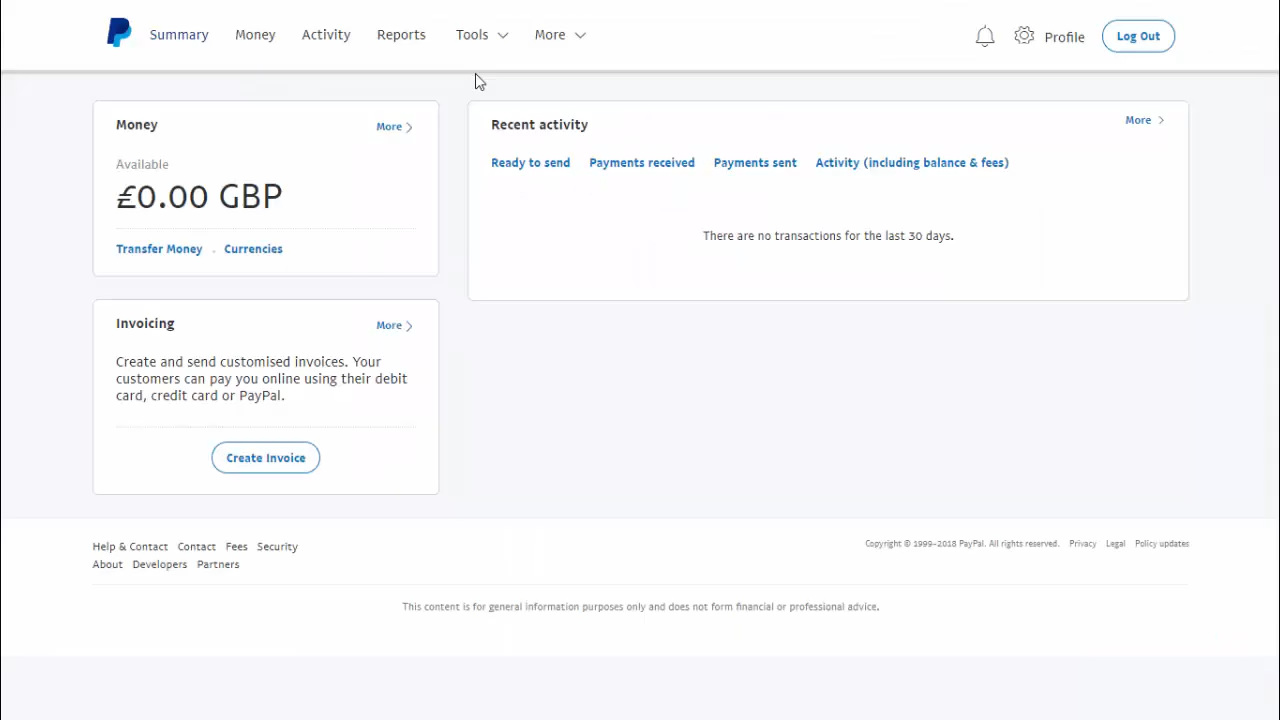 Summary Money Activity Reports Tools More Profile Log Out
Money More
Available
£0.00 GBP
Transfer Money . Currencies
Recent activity More
Ready to send Payments received Payments sent Activity (including balance & fees)
There are no transactions for the last 30 days.
Invoicing More
Create and send customised invoices. Your
customers can pay you online using their debit
card, credit card or PayPal.
Create Invoice
Help & Contact Contact Fees Security
About Developers Partners
Copyright © 1999–2018 PayPal. All rights reserved. Privacy Legal Policy updates
This content is for general information purposes only and does not form financial or professional advice.